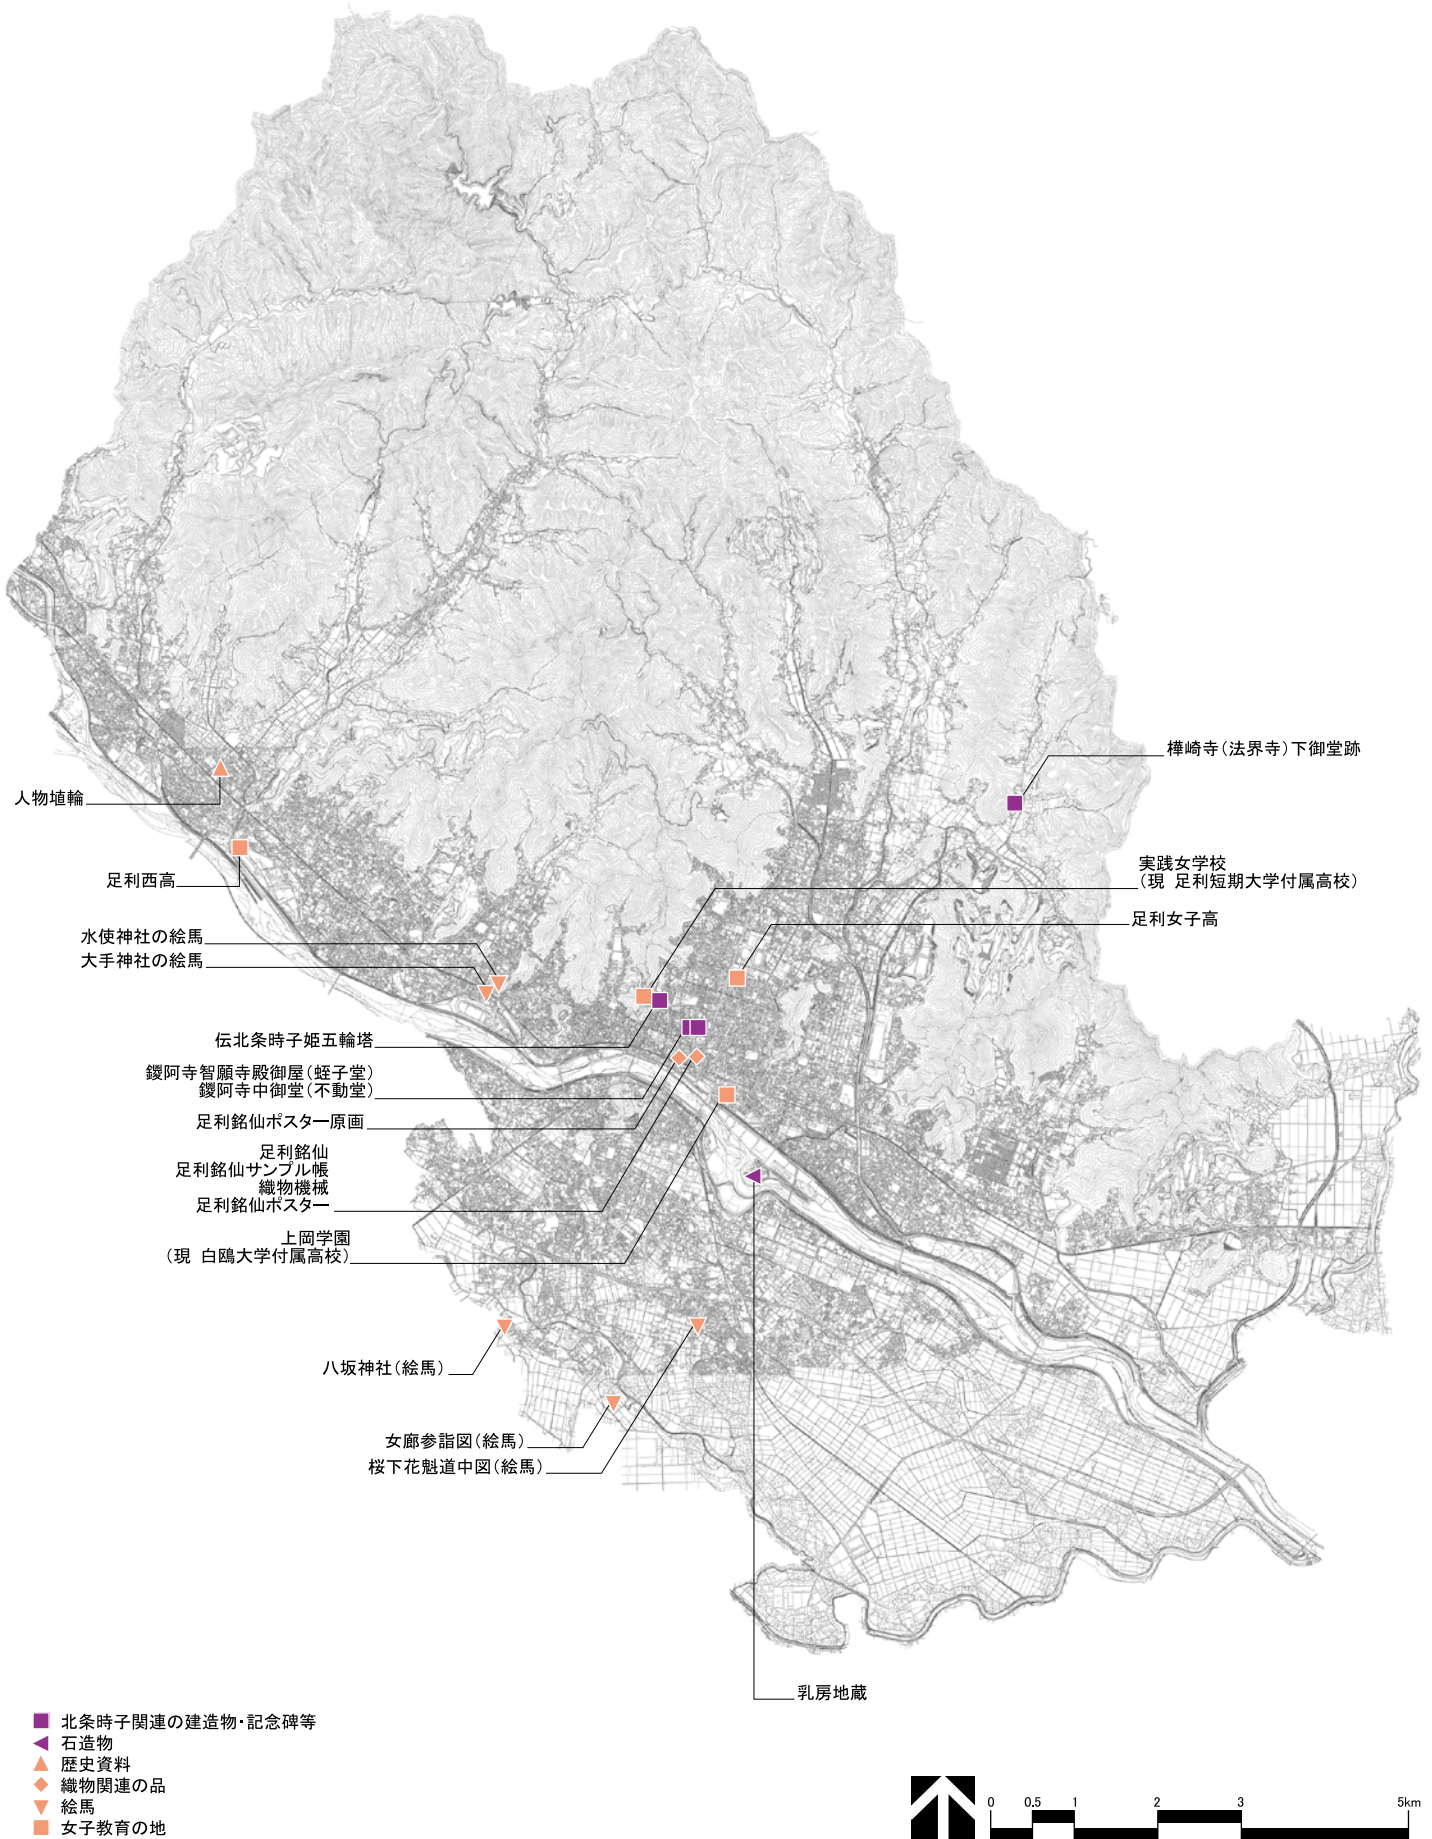 樺崎寺(法界寺)下御堂跡
人物埴輪
実践女学校
(現 足利短期大学付属高校)
足利西高
足利女子高
水使神社の絵馬
大手神社の絵馬
伝北条時子姫五輪塔
鑁阿寺智願寺殿御屋(蛭子堂)
鑁阿寺中御堂(不動堂)
足利銘仙ポスター原画
足利銘仙
足利銘仙サンプル帳
織物機械
足利銘仙ポスター
上岡学園
(現 白鴎大学付属高校)
八坂神社(絵馬)
女廊参詣図(絵馬)
桜下花魁道中図(絵馬)
乳房地蔵
北条時子関連の建造物・記念碑等
石造物
歴史資料
織物関連の品
絵馬
女子教育の地
0 0.5 1 2 3 5km